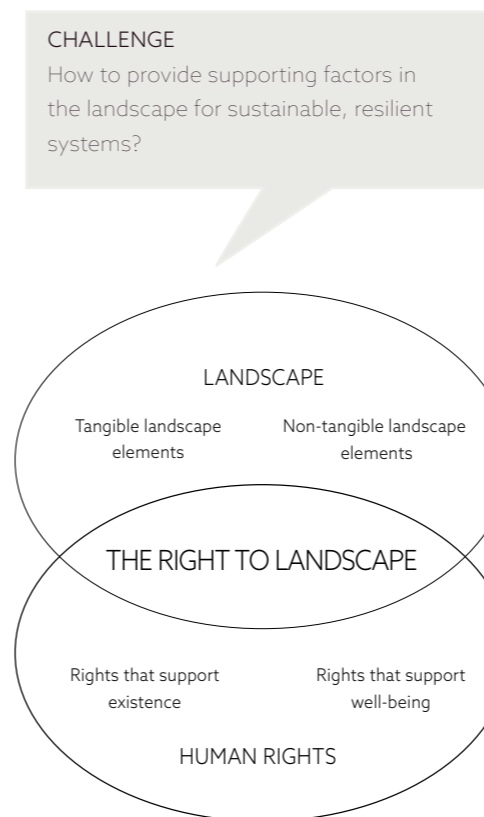 CHALLENGE
How to provide supporting factors in
the landscape for sustainable, resilient
systems?
LANDSCAPE
Tangible landscape
elements
Non-tangible landscape
elements
THE RIGHT TO LANDSCAPE
Rights that support
existence
Rights that support
well-being
HUMAN RIGHTS